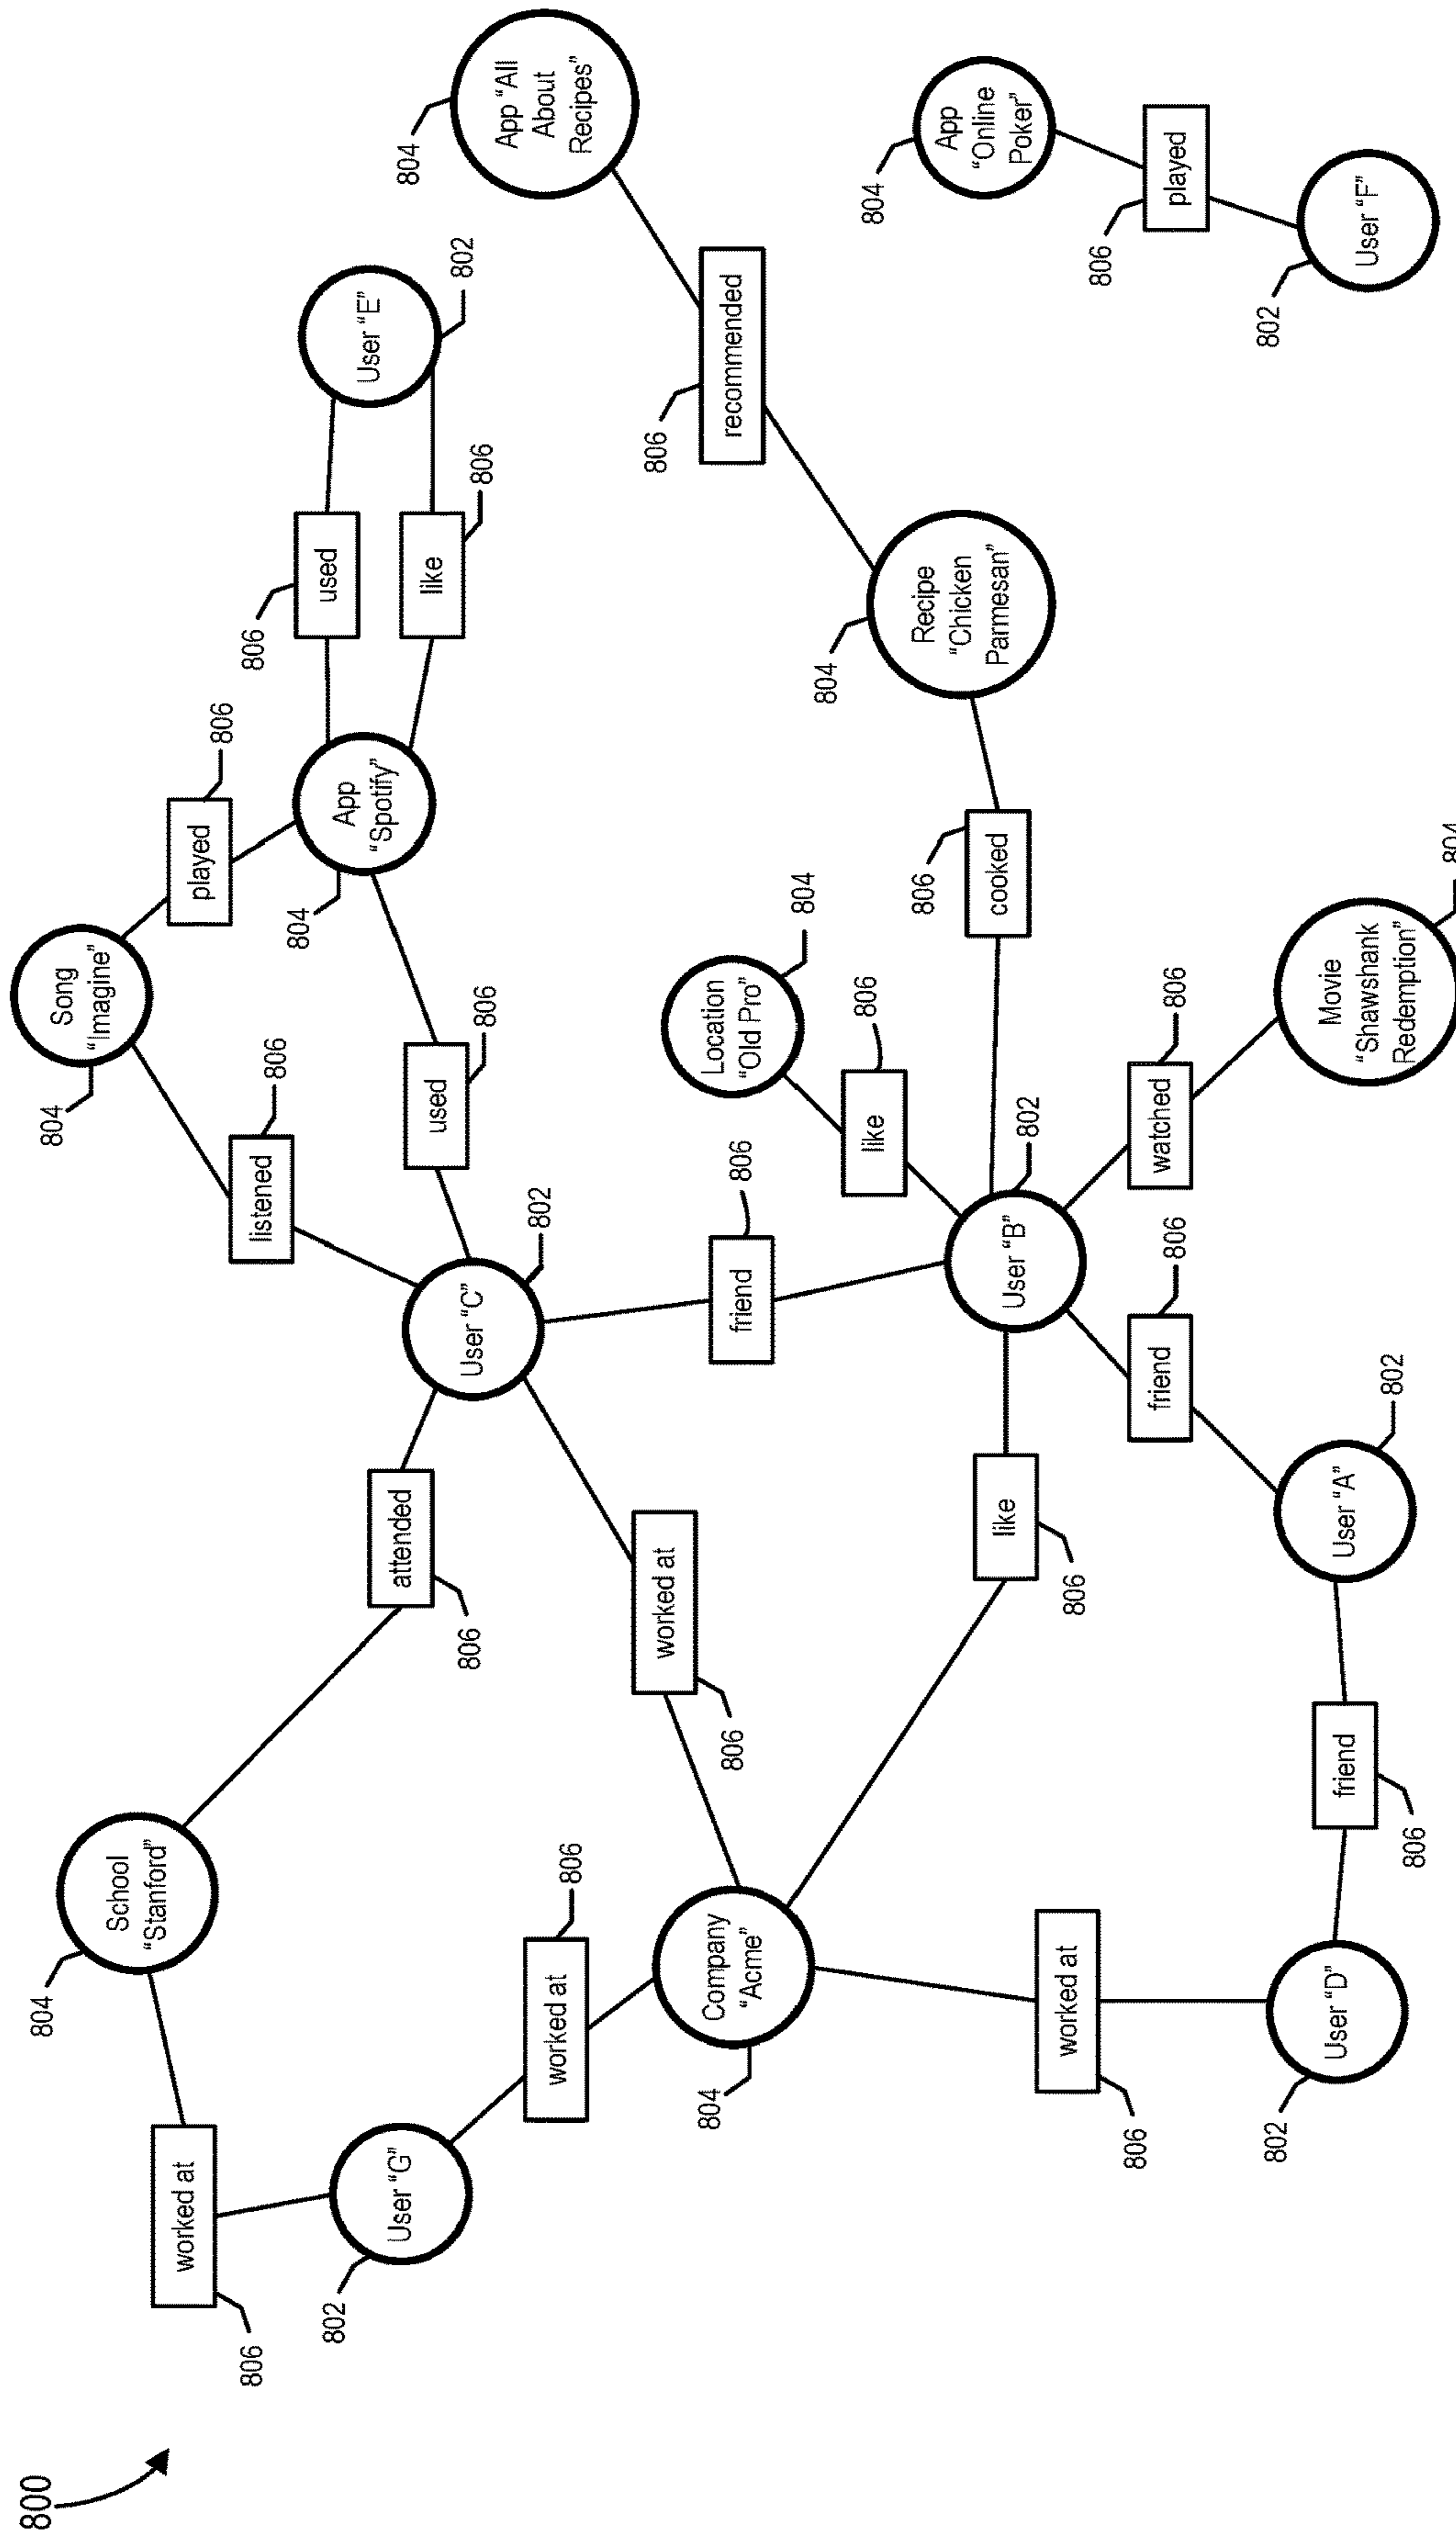 800
806
worked at
802
User "G"
804
School
"Stanford"
worked at
806
attended
806
804
Song
"Imagine"
listened
806
played
806
804
App
"Spotify"
used
806
806
used
like
806
User "E"
802
User "C"
802
worked at
806
804
Company
"Acme"
friend
806
Location
"Old Pro"
804
like
806
806
recommended
804
App "All
About
Recipes"
804
Recipe
"Chicken
Parmesan"
806
cooked
User "B"
802
like
806
worked at
806
802
User "D"
friend
806
User "A"
802
friend
806
watched
806
Movie
"Shawshank
Redemption"
804
804
App
"Online
Poker"
806
played
802
User "F"